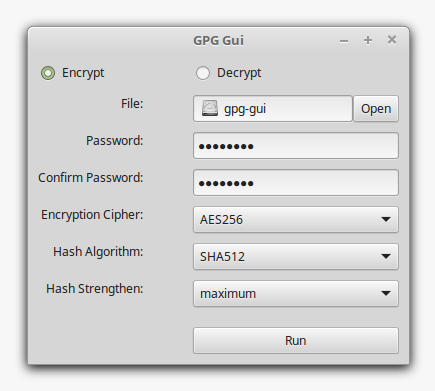 GPG Gui
Encrypt Decrypt
File: gpg-gui Open
Password: ●●●●●●●●
Confirm Password: ●●●●●●●●
Encryption Cipher: AES256
Hash Algorithm: SHA512
Hash Strengthen: maximum
Run